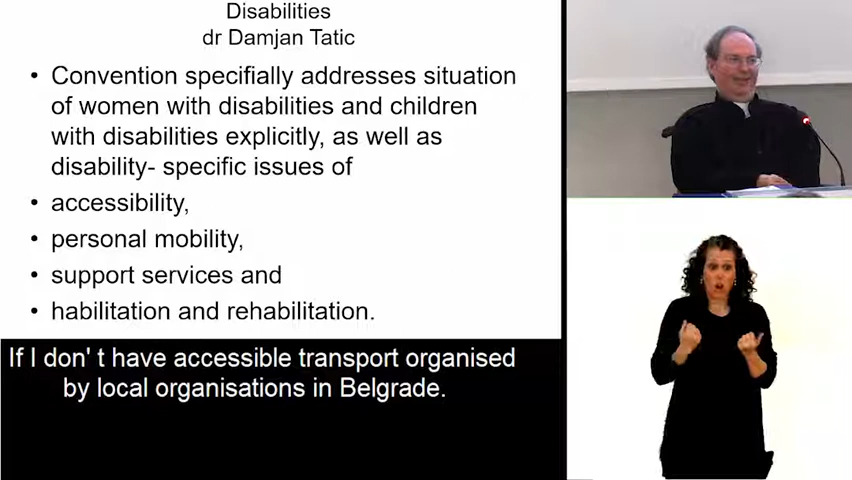 Disabilities
dr Damjan Tatic
• Convention specifially addresses situation
of women with disabilities and children
with disabilities explicitly, as well as
disability- specific issues of
• accessibility,
• personal mobility,
• support services and
• habilitation and rehabilitation.
If I don' t have accessible transport organised
by local organisations in Belgrade.